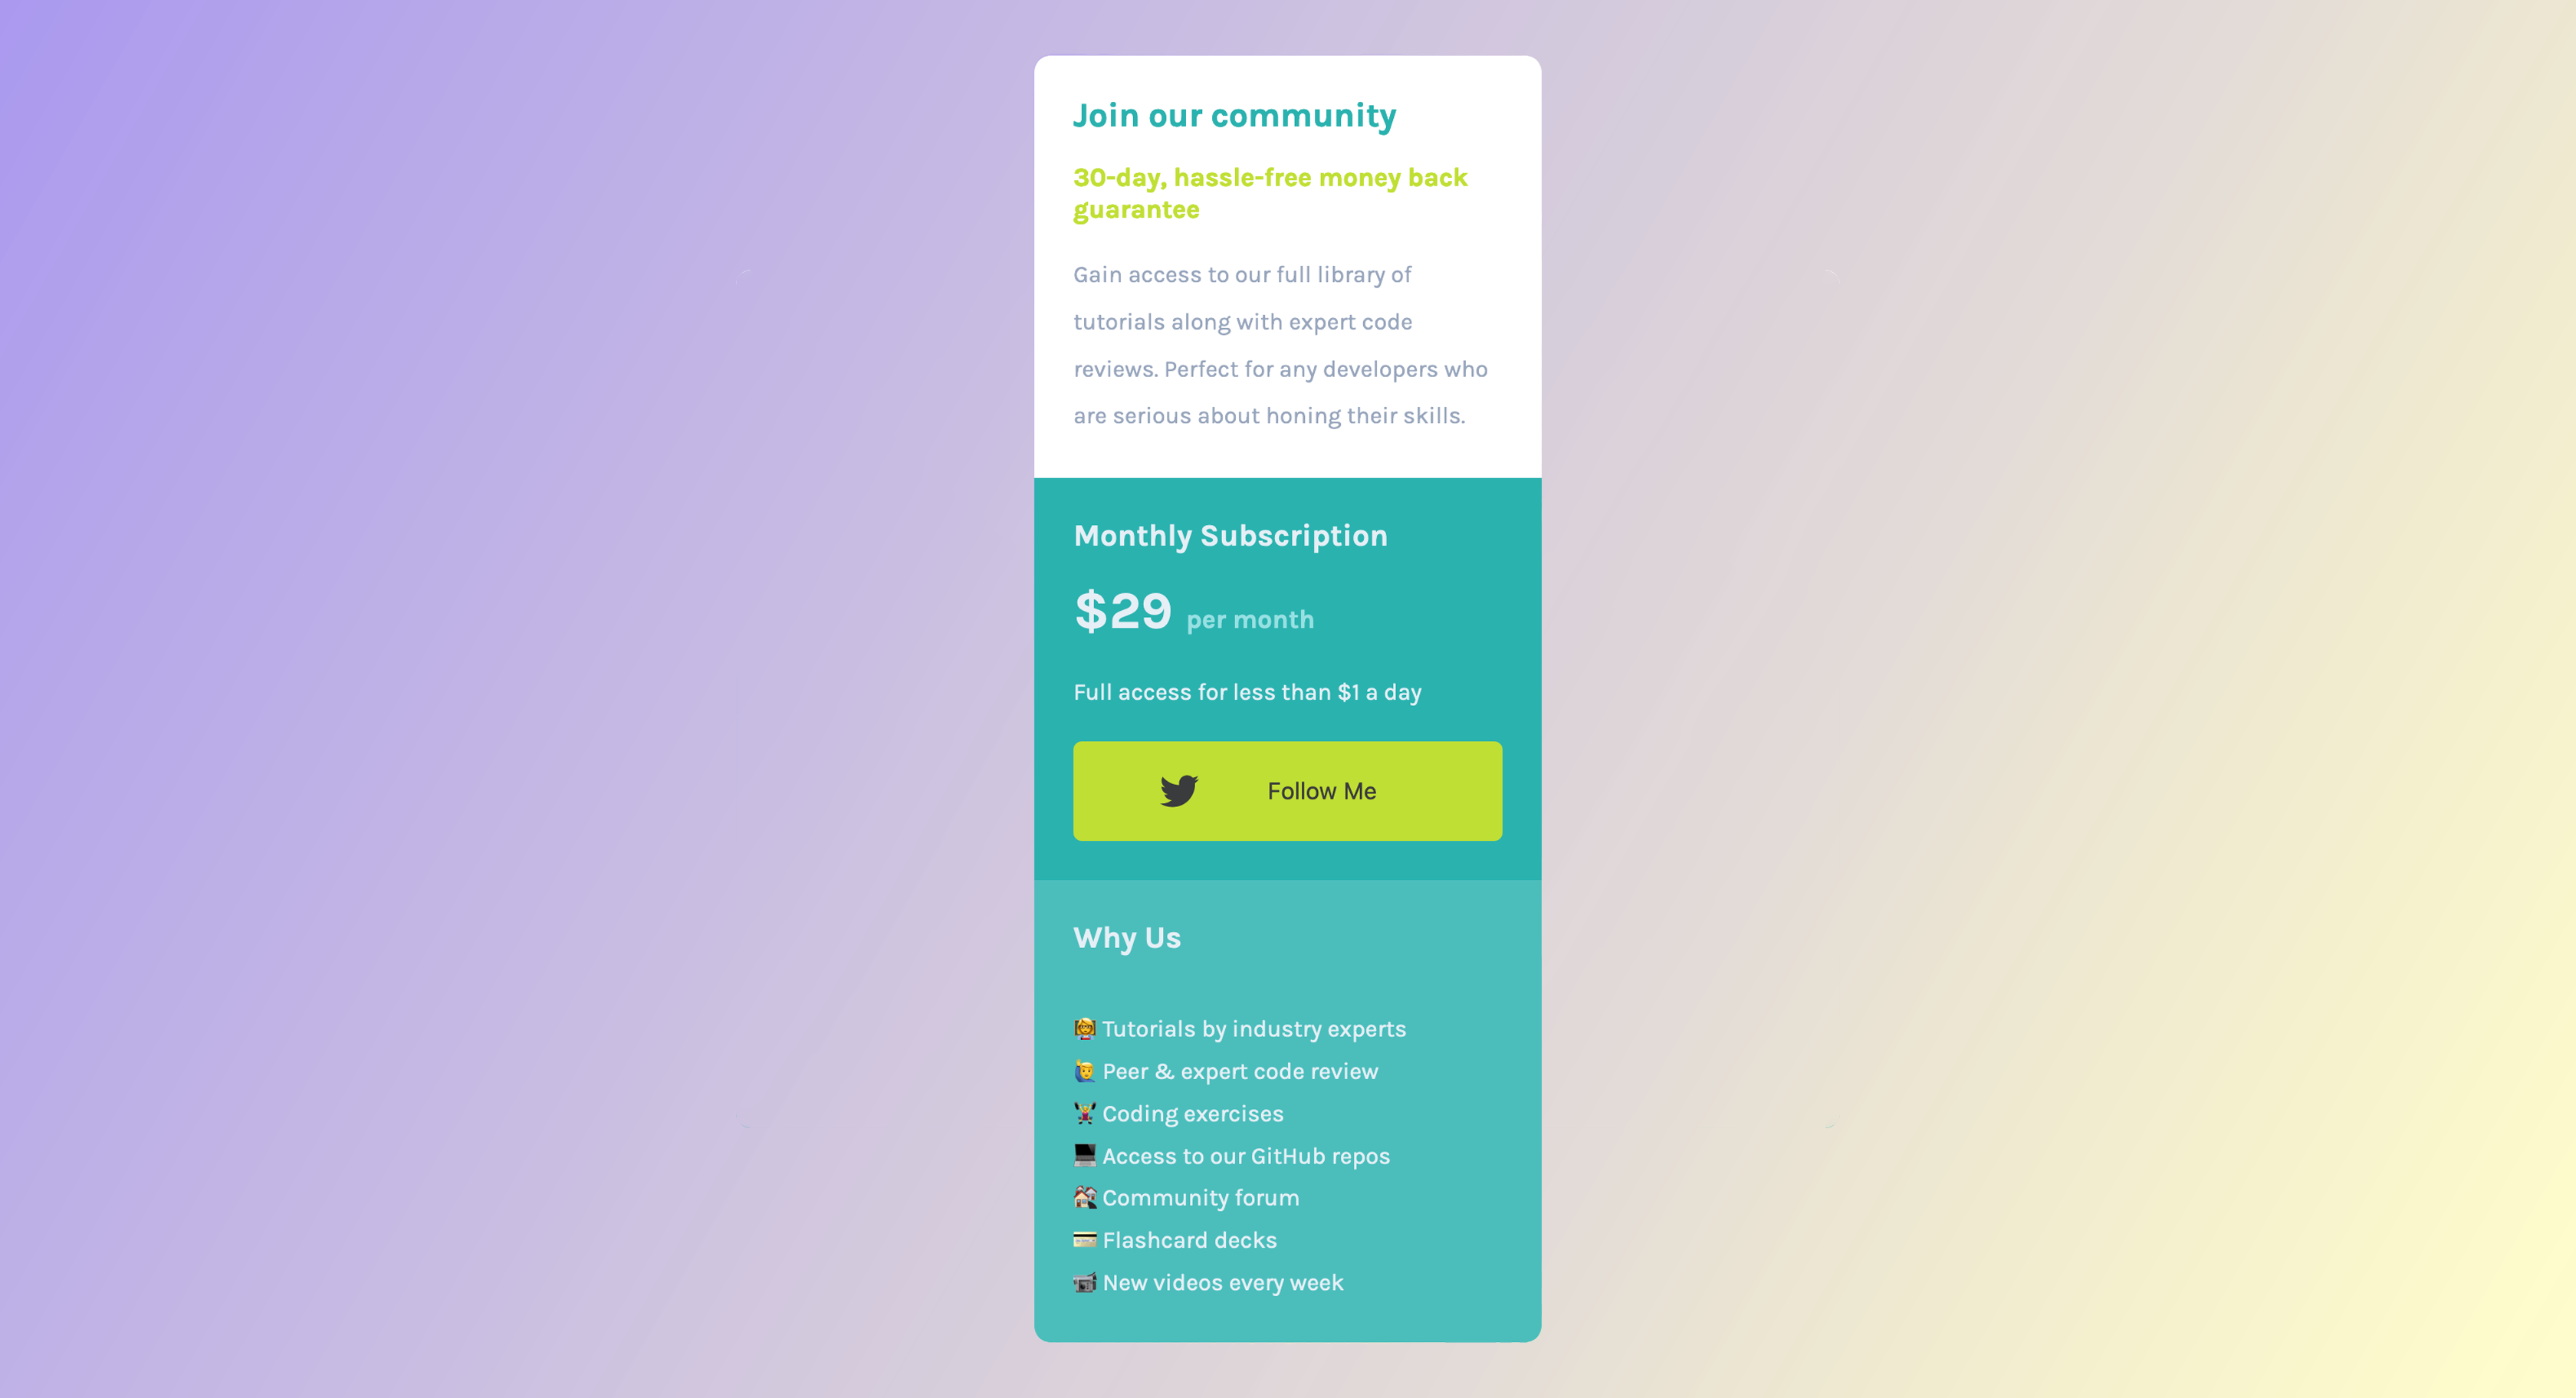 Join our community
30-day, hassle-free money back
guarantee
Gain access to our full library of
tutorials along with expert code
reviews. Perfect for any developers who
are serious about honing their skills.
Monthly Subscription
$29 per month
Full access for less than $1 a day
Follow Me
Why Us
👩‍🏫 Tutorials by industry experts
🙋‍♂️ Peer & expert code review
🏋️‍♀️ Coding exercises
💻 Access to our GitHub repos
🏘️ Community forum
💳 Flashcard decks
📹 New videos every week